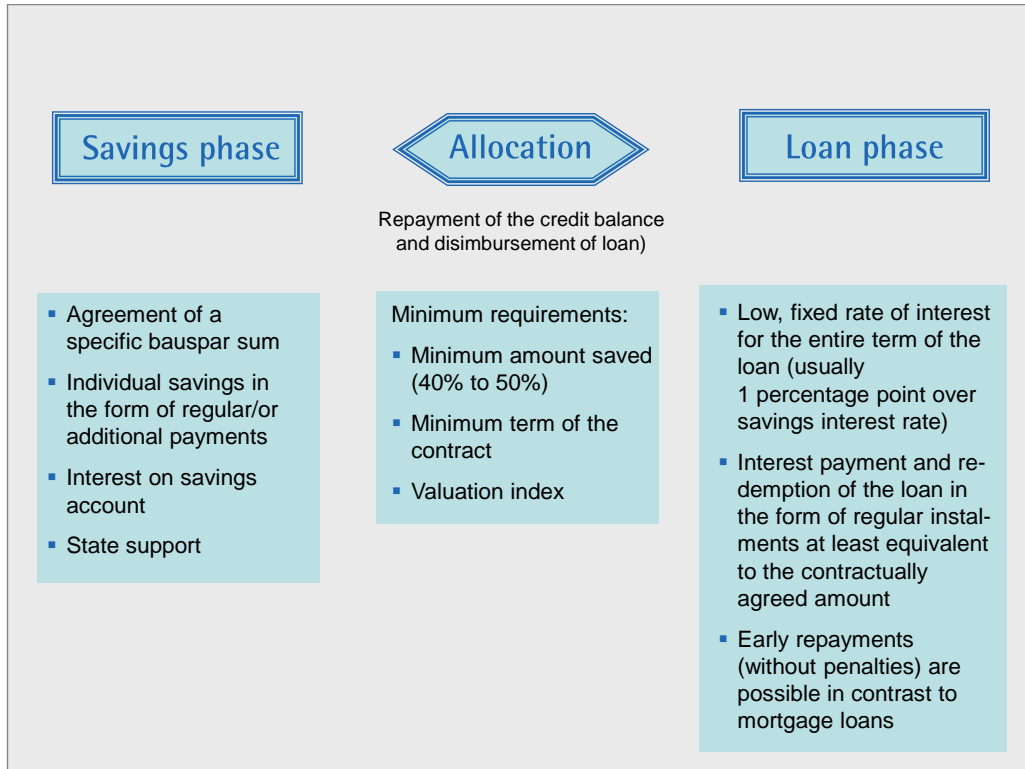 Savings phase
Allocation
Loan phase
Repayment of the credit balance
and disimbursement of loan)
▪ Agreement of a
specific bauspar sum
▪ Individual savings in
the form of regular/or
additional payments
▪ Interest on savings
account
▪ State support
Minimum requirements:
▪ Minimum amount saved
(40% to 50%)
▪ Minimum term of the
contract
▪ Valuation index
▪ Low, fixed rate of interest
for the entire term of the
loan (usually
1 percentage point over
savings interest rate)
▪ Interest payment and re-
demption of the loan in
the form of regular instal-
ments at least equivalent
to the contractually
agreed amount
▪ Early repayments
(without penalties) are
possible in contrast to
mortgage loans